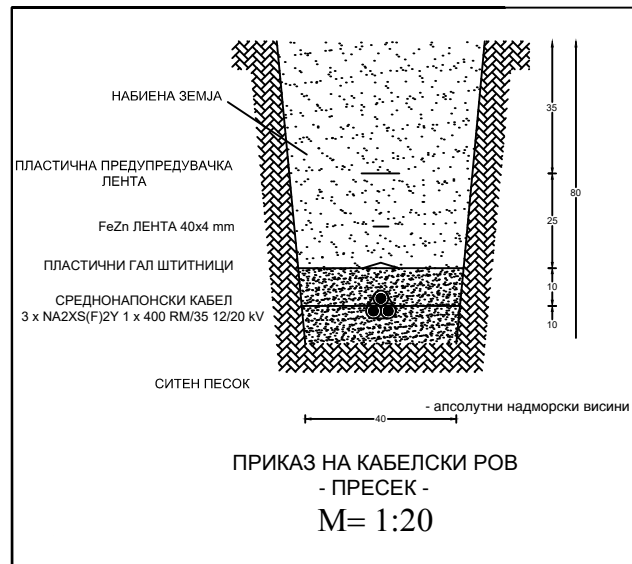 НАБИЕНА ЗЕМЈА
35
ПЛАСТИЧНА ПРЕДУПРЕДУВАЧКА
ЛЕНТА
80
25
FeZn ЛЕНТА 40x4 mm
ПЛАСТИЧНИ ГАЛ ШТИТНИЦИ
10
СРЕДНОНАПОНСКИ КАБЕЛ
3 x NA2XS(F)2Y 1 x 400 RM/35 12/20 kV
10
СИТЕН ПЕСОК
- апсолутни надморски висини
40
ПРИКАЗ НА КАБЕЛСКИ РОВ
- ПРЕСЕК -
М= 1:20